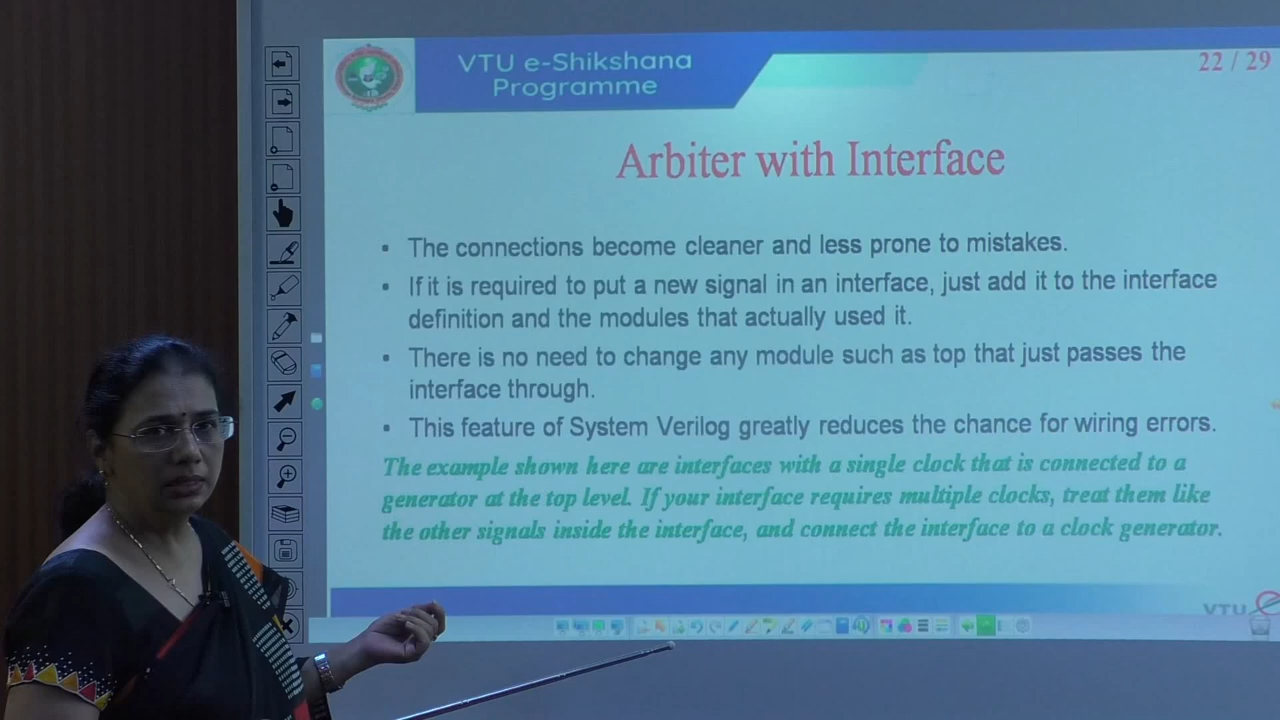 VTU e-Shikshana
Programme
22 / 29
Arbiter with Interface
▪ The connections become cleaner and less prone to mistakes.
▪ If it is required to put a new signal in an interface, just add it to the interface
definition and the modules that actually used it.
▪ There is no need to change any module such as top that just passes the
interface through.
▪ This feature of System Verilog greatly reduces the chance for wiring errors.
The example shown here are interfaces with a single clock that is connected to a
generator at the top level. If your interface requires multiple clocks, treat them like
the other signals inside the interface, and connect the interface to a clock generator.
VTU